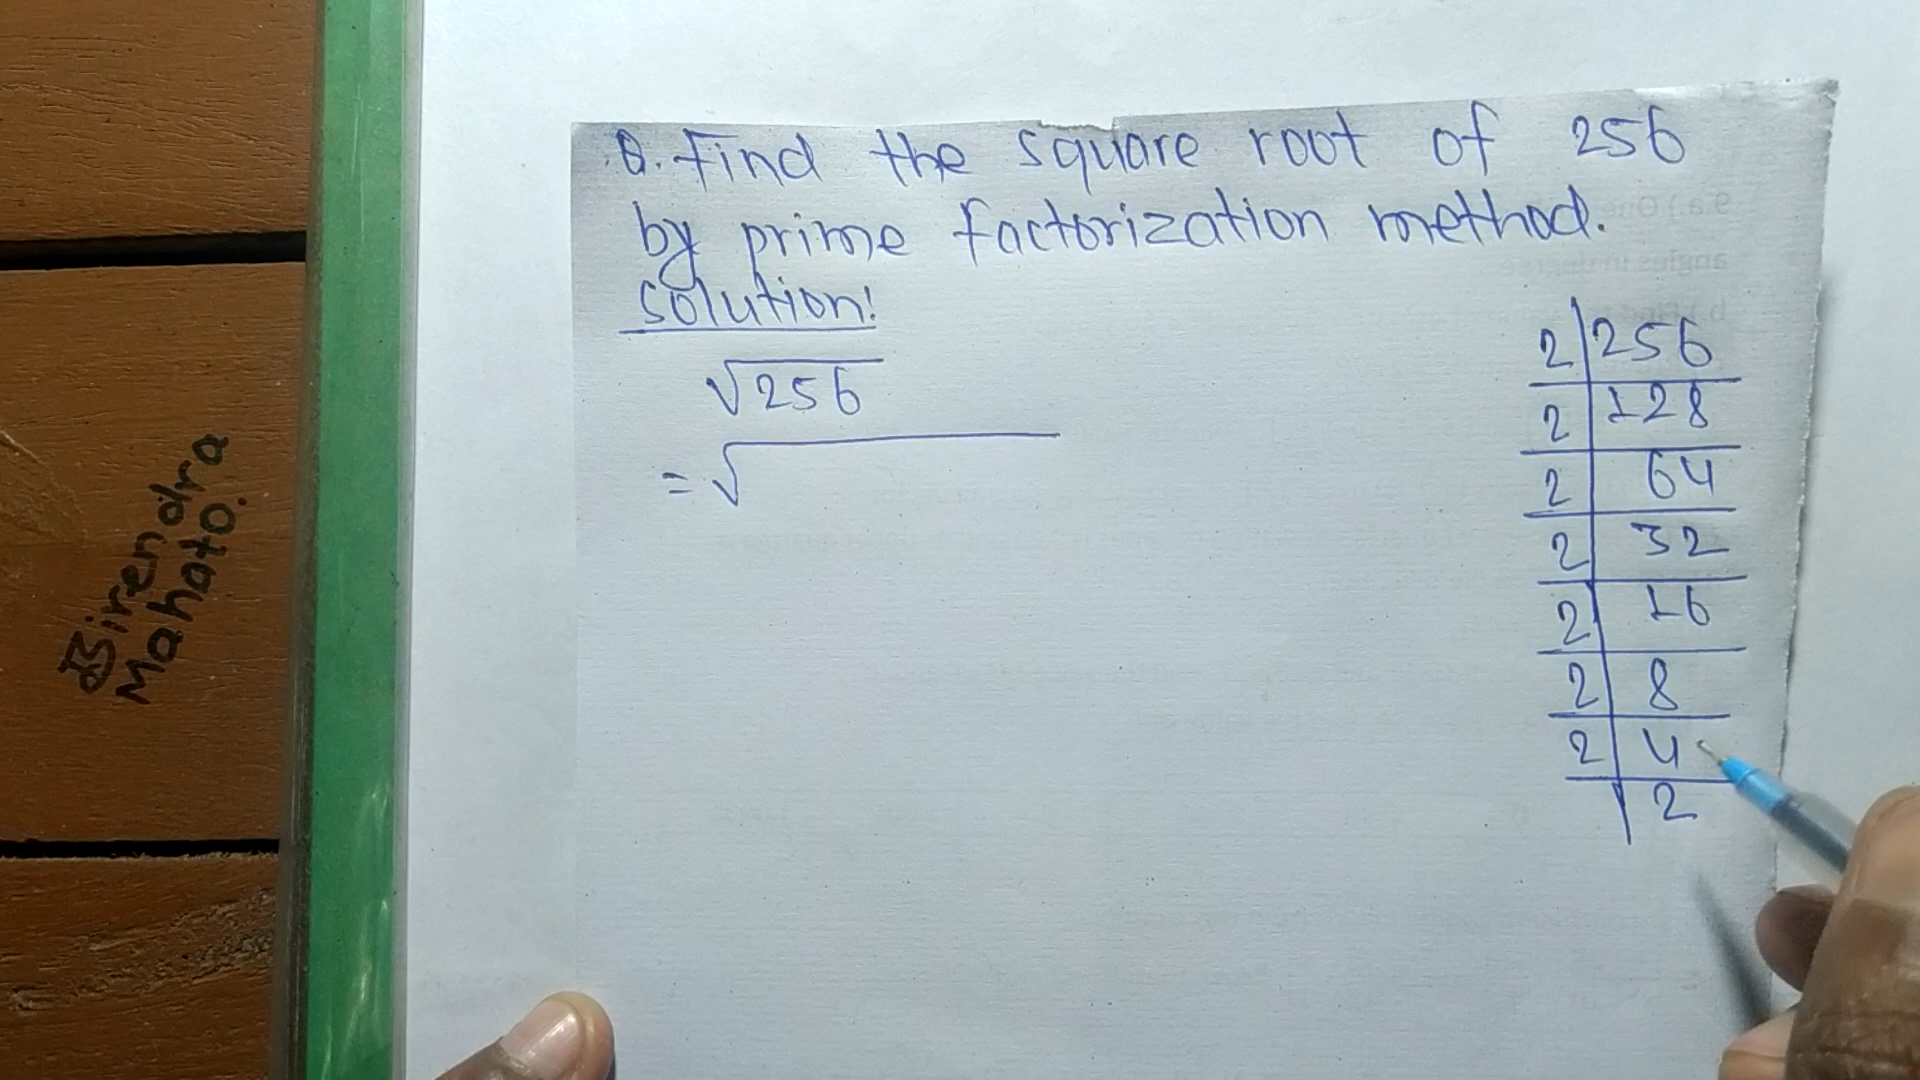 Q. Find the square root of 256
by prime factorization method.
Solution:
√256
= √
2 | 256
2 | 128
2 | 64
2 | 32
2 | 16
2 | 8
2 | 4
| 2
Birendra
Mahato.